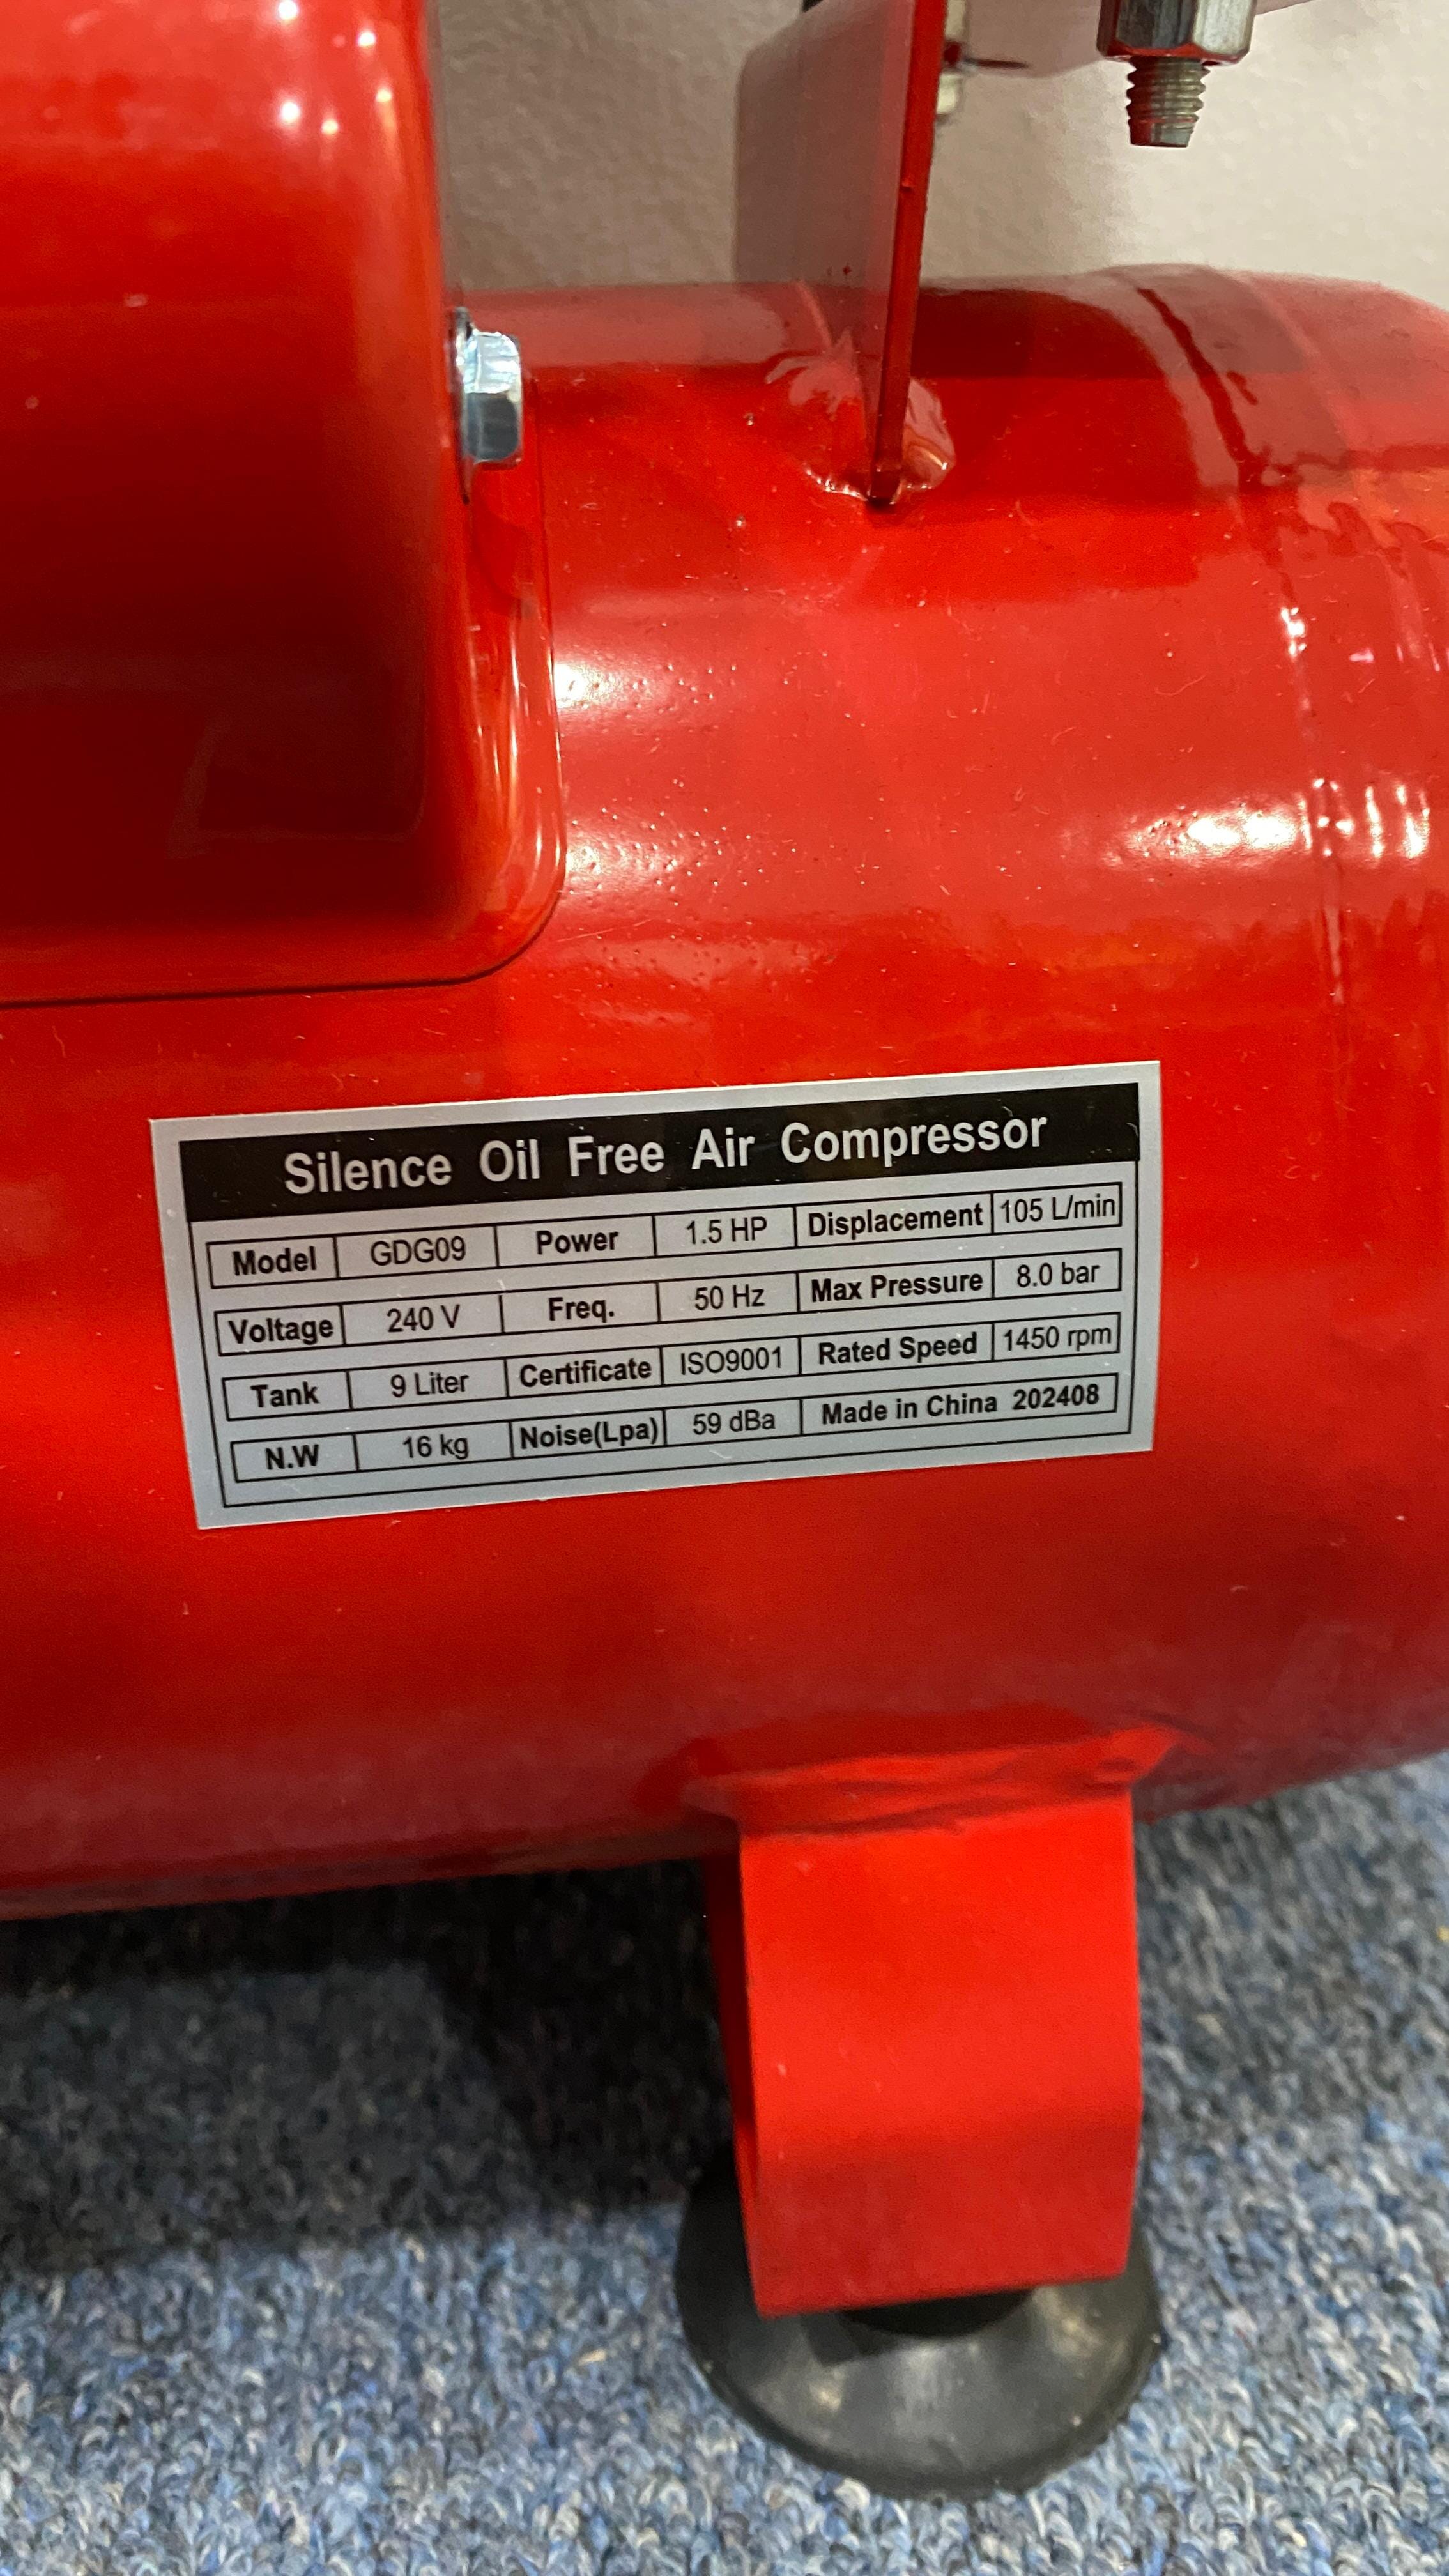 Silence Oil Free Air Compressor
Model GDG09 Power 1.5 HP Displacement 105 L/min
Voltage 240 V Freq. 50 Hz Max Pressure 8.0 bar
Tank 9 Liter Certificate ISO9001 Rated Speed 1450 rpm
N.W 16 kg Noise(Lpa) 59 dBa Made in China 202408